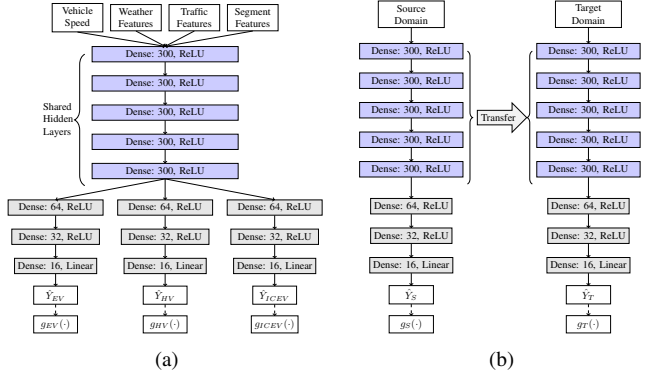 Vehicle Speed
Weather Features
Traffic Features
Segment Features
Dense: 300, ReLU
Dense: 300, ReLU
Dense: 300, ReLU
Dense: 300, ReLU
Dense: 300, ReLU
Shared
Hidden
Layers
Dense: 64, ReLU
Dense: 64, ReLU
Dense: 64, ReLU
Dense: 32, ReLU
Dense: 32, ReLU
Dense: 32, ReLU
Dense: 16, Linear
Dense: 16, Linear
Dense: 16, Linear
Ŷ_EV
Ŷ_HV
Ŷ_ICEV
g_EV(·)
g_HV(·)
g_ICEV(·)
(a)
Source Domain
Dense: 300, ReLU
Dense: 300, ReLU
Dense: 300, ReLU
Dense: 300, ReLU
Dense: 300, ReLU
Dense: 64, ReLU
Dense: 32, ReLU
Dense: 16, Linear
Ŷ_S
g_S(·)
Transfer
Target Domain
Dense: 300, ReLU
Dense: 300, ReLU
Dense: 300, ReLU
Dense: 300, ReLU
Dense: 300, ReLU
Dense: 64, ReLU
Dense: 32, ReLU
Dense: 16, Linear
Ŷ_T
g_T(·)
(b)